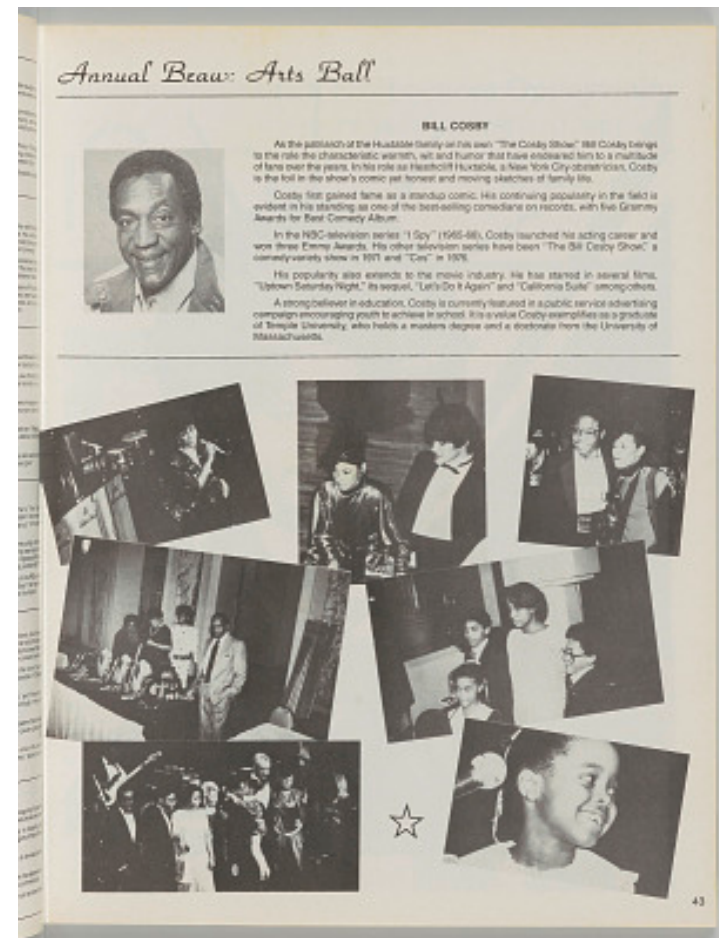 Annual Beaux Arts Ball
BILL COSBY
As the patriarch of the Huxtable family on his own "The Cosby Show," Bill Cosby brings
to the role the characteristic warmth, wit and humor that have endeared him to a multitude
of fans over the years. In his role as Heathcliff Huxtable, a New York City obstetrician, Cosby
is the foil in the show's comic yet honest and moving sketches of family life.
Cosby first gained fame as a standup comic. His continuing popularity in the field is
evident in his standing as one of the best-selling comedians on records, with five Grammy
Awards for Best Comedy Album.
In the NBC-television series "I Spy" (1965-68), Cosby launched his acting career and
won three Emmy Awards. His other television series have been "The Bill Cosby Show," a
comedy-variety show in 1971 and "Cos" in 1976.
His popularity also extends to the movie industry. He has starred in several films,
"Uptown Saturday Night," its sequel, "Let's Do It Again" and "California Suite" among others.
A strong believer in education, Cosby is currently featured in a public service advertising
campaign encouraging youth to achieve in school. It is a value Cosby exemplifies as a graduate
of Temple University, who holds a masters degree and a doctorate from the University of
Massachusetts.
43